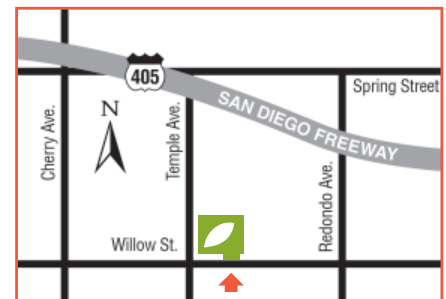 405
Spring Street
SAN DIEGO FREEWAY
Cherry Ave.
N
Temple Ave.
Redondo Ave.
Willow St.